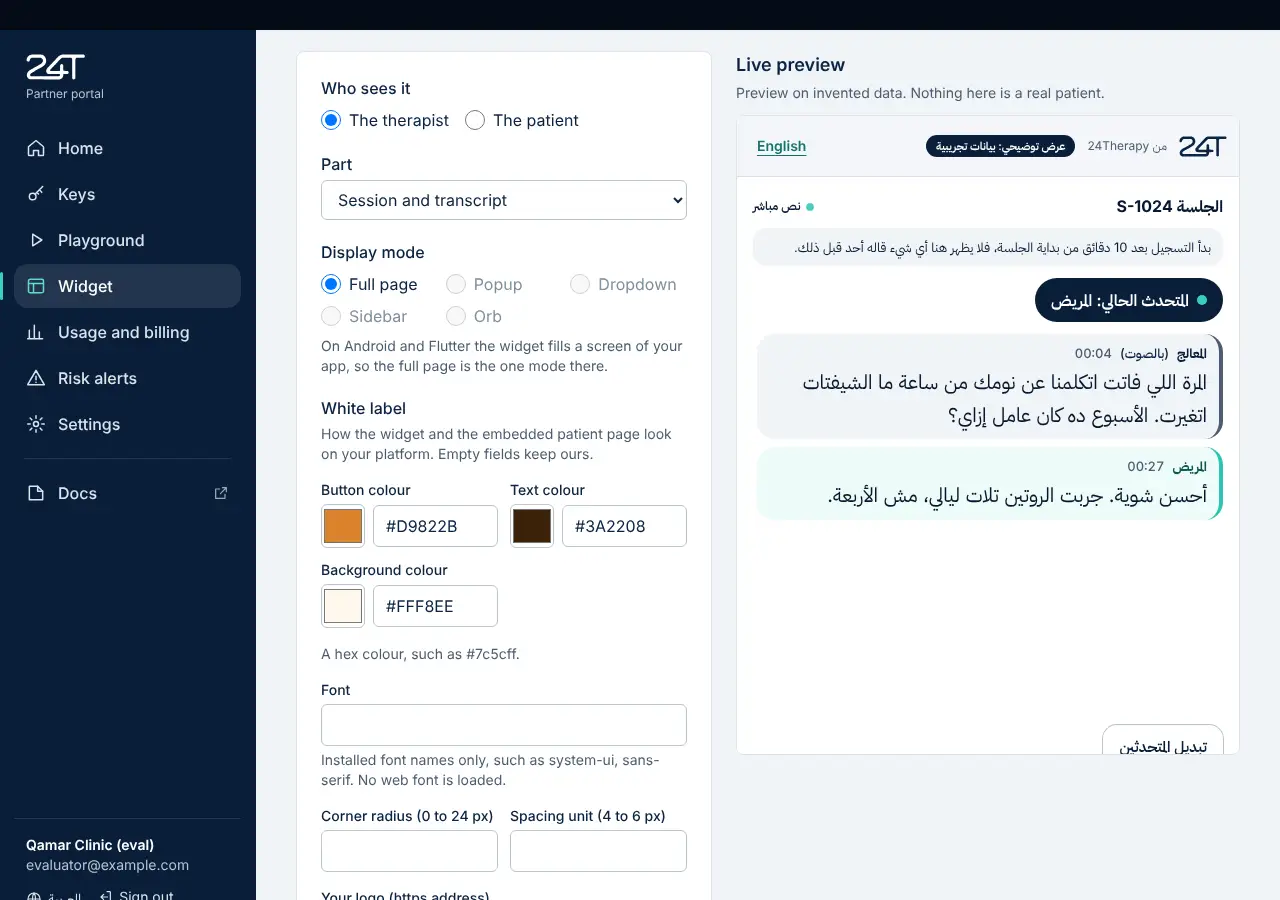 24T
Partner portal
Home
Keys
Playground
Widget
Usage and billing
Risk alerts
Settings
Docs
Qamar Clinic (eval)
evaluator@example.com
العربية
Sign out
Who sees it
The therapist
The patient
Part
Session and transcript
Display mode
Full page
Popup
Dropdown
Sidebar
Orb
On Android and Flutter the widget fills a screen of your
app, so the full page is the one mode there.
White label
How the widget and the embedded patient page look
on your platform. Empty fields keep ours.
Button colour
Text colour
#D9822B
#3A2208
Background colour
#FFF8EE
A hex colour, such as #7c5cff.
Font
Installed font names only, such as system-ui, sans-
serif. No web font is loaded.
Corner radius (0 to 24 px)
Spacing unit (4 to 6 px)
Your logo (https address)
Live preview
Preview on invented data. Nothing here is a real patient.
24T
من 24Therapy
عرض توضيحي: بيانات تجريبية
English
الجلسة S-1024
نص مباشر
بدأ التسجيل بعد 10 دقائق من بداية الجلسة، فلا يظهر هنا أي شيء قاله أحد قبل ذلك.
المتحدث الحالي: المريض
المعالج (بالصوت) 00:04
المرة اللي فاتت اتكلمنا عن نومك من ساعة ما الشيفتات
اتغيرت. الأسبوع ده كان عامل إزاي؟
المريض 00:27
أحسن شوية. جربت الروتين تلات ليالي، مش الأربعة.
تبديل المتحدثين